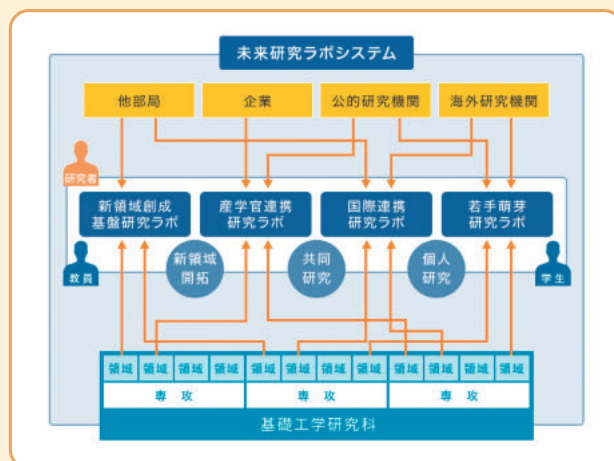 未来研究ラボシステム
他部局 企業 公的研究機関 海外研究機関
研究者
新領域創成
基盤研究ラボ
産学官連携
研究ラボ
国際連携
研究ラボ
若手萌芽
研究ラボ
教員
新領域
開拓
共同
研究
個人
研究
学生
領域 領域 領域 領域 領域 領域 領域 領域 領域 領域 領域 領域
専攻 専攻 専攻
基礎工学研究科